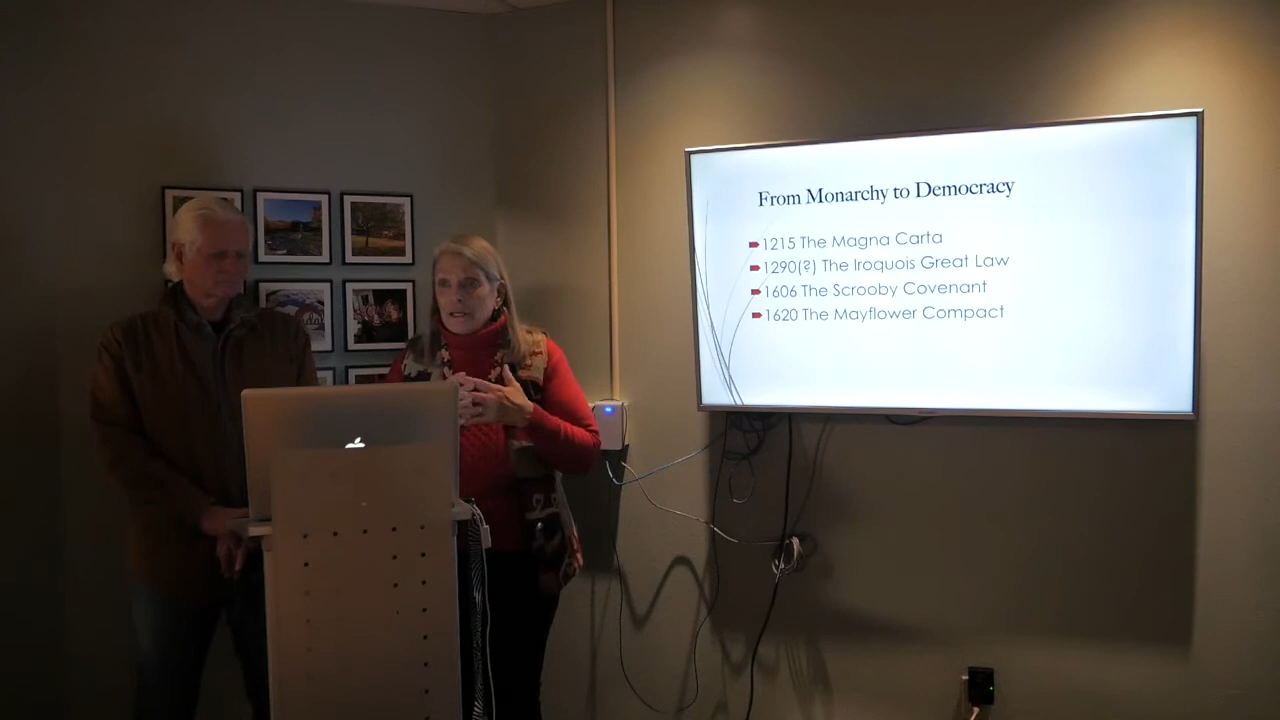 From Monarchy to Democracy
1215 The Magna Carta
1290(?) The Iroquois Great Law
1606 The Scrooby Covenant
1620 The Mayflower Compact